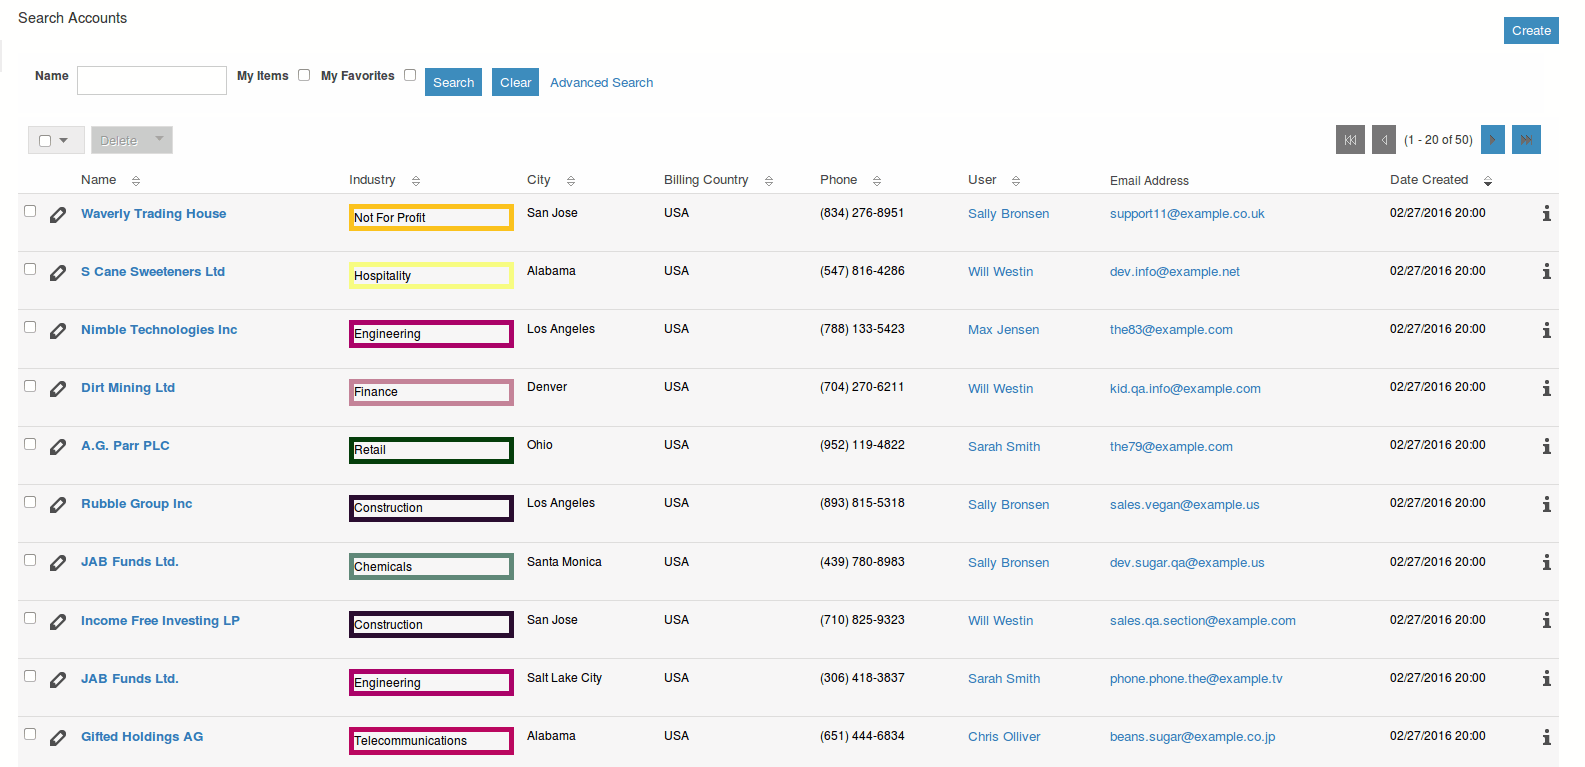 Search Accounts
Create
Name My Items My Favorites Search Clear Advanced Search
Delete (1 - 20 of 50)
Name Industry City Billing Country Phone User Email Address Date Created
Waverly Trading House Not For Profit San Jose USA (834) 276-8951 Sally Bronsen support11@example.co.uk 02/27/2016 20:00
S Cane Sweeteners Ltd Hospitality Alabama USA (547) 816-4286 Will Westin dev.info@example.net 02/27/2016 20:00
Nimble Technologies Inc Engineering Los Angeles USA (788) 133-5423 Max Jensen the83@example.com 02/27/2016 20:00
Dirt Mining Ltd Finance Denver USA (704) 270-6211 Will Westin kid.qa.info@example.com 02/27/2016 20:00
A.G. Parr PLC Retail Ohio USA (952) 119-4822 Sarah Smith the79@example.com 02/27/2016 20:00
Rubble Group Inc Construction Los Angeles USA (893) 815-5318 Sally Bronsen sales.vegan@example.us 02/27/2016 20:00
JAB Funds Ltd. Chemicals Santa Monica USA (439) 780-8983 Sally Bronsen dev.sugar.qa@example.us 02/27/2016 20:00
Income Free Investing LP Construction San Jose USA (710) 825-9323 Will Westin sales.qa.section@example.com 02/27/2016 20:00
JAB Funds Ltd. Engineering Salt Lake City USA (306) 418-3837 Sarah Smith phone.phone.the@example.tv 02/27/2016 20:00
Gifted Holdings AG Telecommunications Alabama USA (651) 444-6834 Chris Olliver beans.sugar@example.co.jp 02/27/2016 20:00